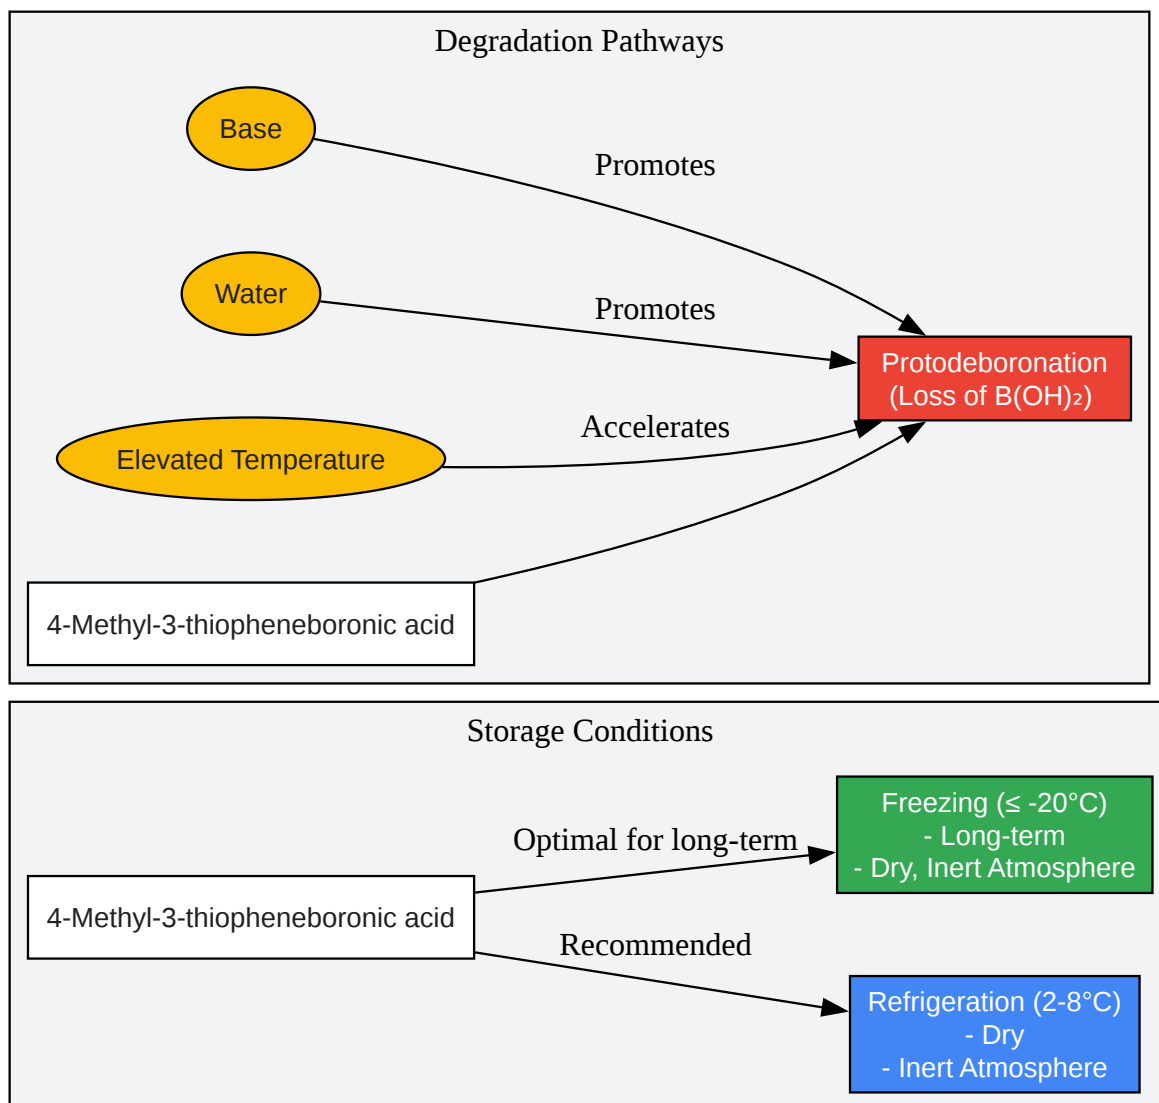 Degradation Pathways
Base
Promotes
Water
Promotes
Protodeboronation
(Loss of B(OH)₂)
Accelerates
Elevated Temperature
4-Methyl-3-thiopheneboronic acid
Storage Conditions
Freezing (≤ -20°C)
- Long-term
- Dry, Inert Atmosphere
Optimal for long-term
4-Methyl-3-thiopheneboronic acid
Recommended
Refrigeration (2-8°C)
- Dry
- Inert Atmosphere